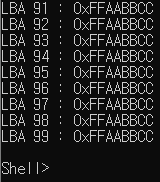 LBA 91 : 0xFFAABBCC
LBA 92 : 0xFFAABBCC
LBA 93 : 0xFFAABBCC
LBA 94 : 0xFFAABBCC
LBA 95 : 0xFFAABBCC
LBA 96 : 0xFFAABBCC
LBA 97 : 0xFFAABBCC
LBA 98 : 0xFFAABBCC
LBA 99 : 0xFFAABBCC
Shell>